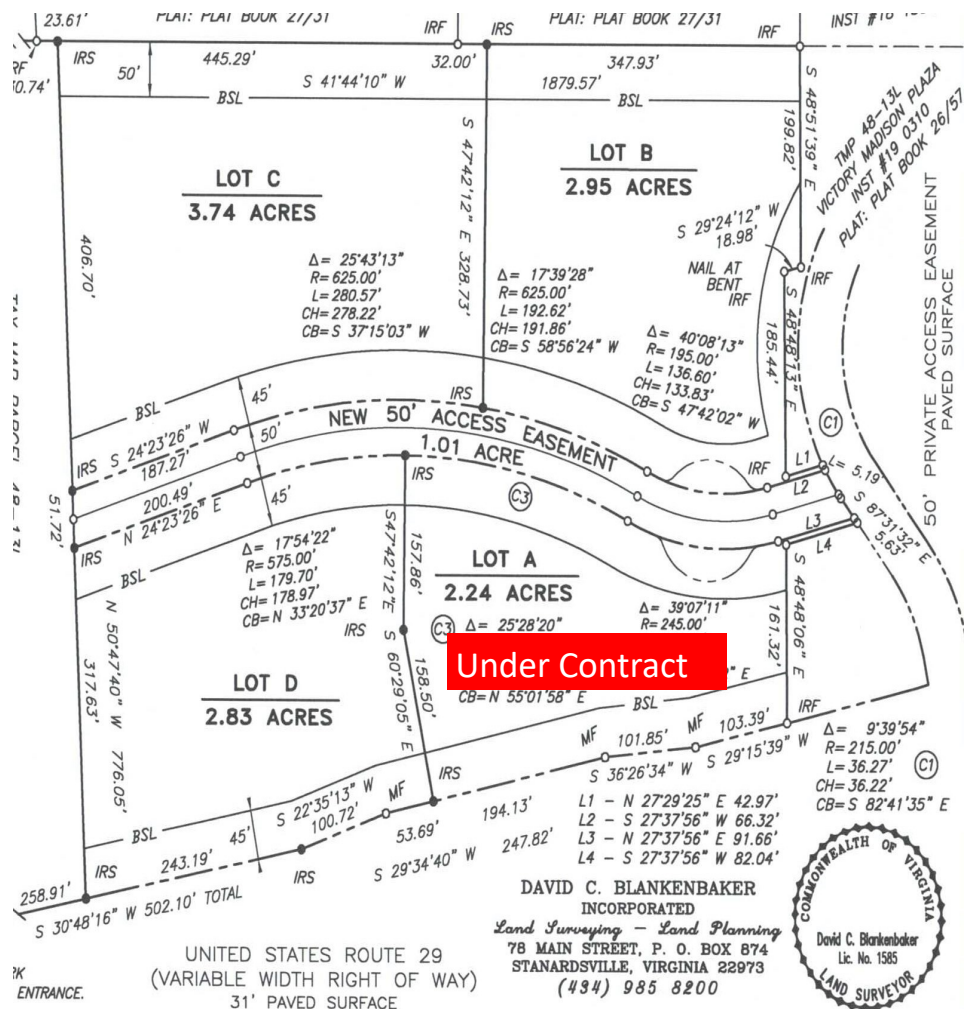 23.61'
PLAT: PLAT BOOK 27/31
IRF
PLAT: PLAT BOOK 27/31
IRF
INST #18
IRS
445.29'
32.00'
IRS
347.93'
50'
S 41°44'10" W
1879.57'
BSL
BSL
LOT C
3.74 ACRES
LOT B
2.95 ACRES
S 48°51'39" E
199.82'
TMP 48-13L
VICTORY MADISON PLAZA
INST #19 0310
PLAT: PLAT BOOK 26/57
50' PRIVATE ACCESS EASEMENT
PAVED SURFACE
S 47°42'12" E 328.73'
S 29°24'12" W
18.98'
NAIL AT
BENT
IRF
IRF
406.70'
Δ= 25°43'13"
R= 625.00'
L= 280.57'
CH= 278.22'
CB= S 37°15'03" W
Δ= 17°39'28"
R= 625.00'
L= 192.62'
CH= 191.86'
CB= S 58°56'24" W
Δ= 40°08'13"
R= 195.00'
L= 136.60'
CH= 133.83'
CB= S 47°42'02" W
S 48°48'13" E
185.44'
BSL
45'
IRS
NEW 50' ACCESS EASEMENT
1.01 ACRE
IRS
S 24°23'26" W
187.27'
50'
IRS
IRF
L1
L2
C1
L= 5.19'
S 87°31'32" E
5.63'
L3
L4
51.72'
200.49'
N 24°23'26" E
45'
C3
IRS
BSL
Δ= 17°54'22
R= 575.00'
L= 179.70'
CH= 178.97'
CB= N 33°20'37" E
S47°42'12"E
157.86'
LOT A
2.24 ACRES
S 48°48'06" E
161.32'
IRS
C3
Δ= 25°28'20"
Δ= 39°07'11"
R= 245.00'
Under Contract
E
CB= N 55°01'58" E
BSL
N 50°47'40" W 776.05'
317.63'
LOT D
2.83 ACRES
S 60°29'05" E
158.50'
IRF
MF
101.85'
MF
103.39'
S 36°26'34" W
S 29°15'39" W
Δ= 9°39'54"
R= 215.00'
L= 36.27'
CH= 36.22'
CB= S 82°41'35" E
C1
IRS
BSL
45'
S 22°35'13" W
100.72'
MF
194.13'
53.69'
247.82'
S 29°34'40" W
L1 - N 27°29'25" E 42.97'
L2 - S 27°37'56" W 66.32'
L3 - N 27°37'56" E 91.66'
L4 - S 27°37'56" W 82.04'
258.91'
IRS
243.19'
IRS
S 30°48'16" W 502.10' TOTAL
DAVID C. BLANKENBAKER
INCORPORATED
Land Surveying — Land Planning
78 MAIN STREET, P. O. BOX 874
STANARDSVILLE, VIRGINIA 22973
(434) 985 8200
COMMONWEALTH OF VIRGINIA
David C. Blankenbaker
Lic. No. 1585
LAND SURVEYOR
UNITED STATES ROUTE 29
(VARIABLE WIDTH RIGHT OF WAY)
31' PAVED SURFACE
ENTRANCE.